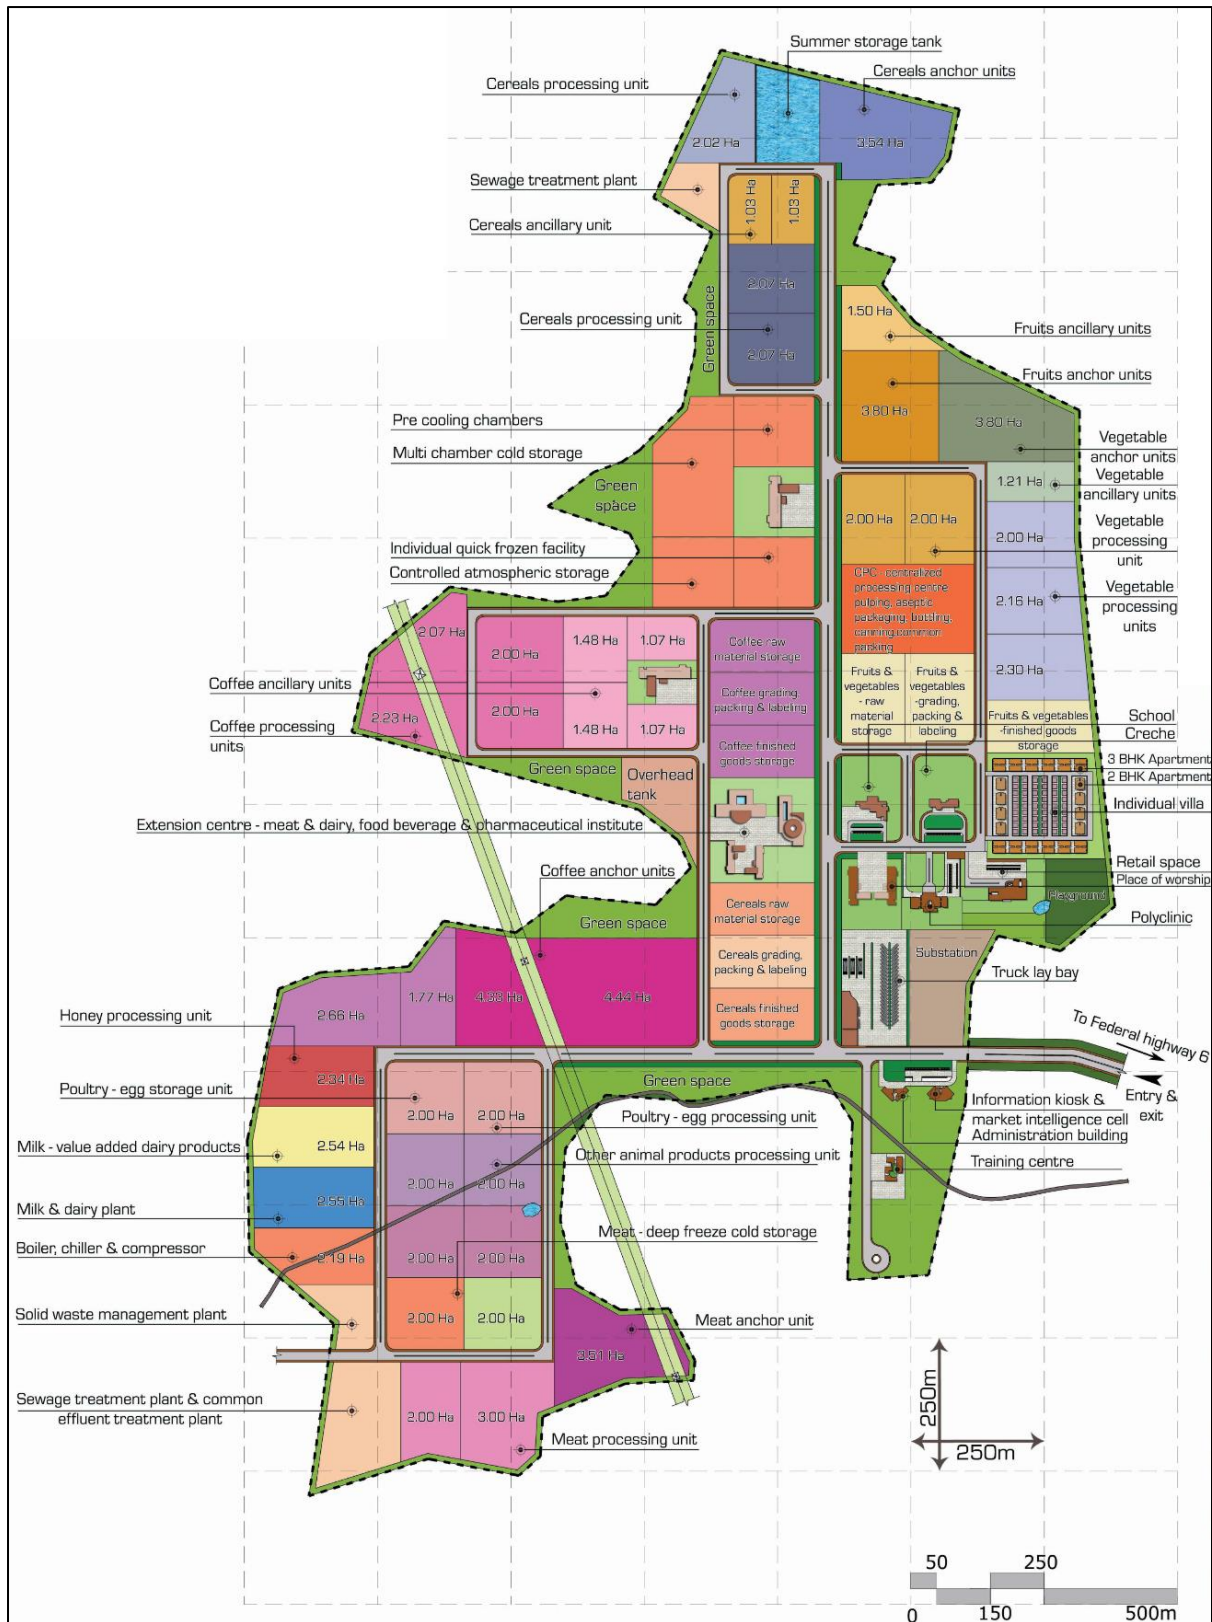 Summer storage tank
Cereals anchor units
Cereals processing unit
2.02 Ha
3.54 Ha
Sewage treatment plant
1.03 Ha
1.03 Ha
Cereals ancillary unit
2.07 Ha
Green space
Cereals processing unit
2.07 Ha
1.50 Ha
Fruits ancillary units
Fruits anchor units
3.80 Ha
3.80 Ha
Pre cooling chambers
Multi chamber cold storage
Vegetable
anchor units
Vegetable
ancillary units
1.21 Ha
Green
space
2.00 Ha
2.00 Ha
2.00 Ha
Vegetable
processing
unit
Individual quick frozen facility
Controlled atmospheric storage
CPC - centralized
processing centre
pulping, aseptic
packaging, bottling,
canning common
packing
2.16 Ha
Vegetable
processing
units
2.07 Ha
2.00 Ha
1.48 Ha
1.07 Ha
Coffee raw
material storage
2.30 Ha
Coffee ancillary units
Coffee grading,
packing & labeling
Fruits &
vegetables
- raw
material
storage
Fruits &
vegetables
-grading,
packing &
labeling
2.23 Ha
2.00 Ha
1.48 Ha
1.07 Ha
Coffee processing
units
Coffee finished
goods storage
Fruits & vegetables
-finished goods
storage
School
Creche
Green space
Overhead
tank
3 BHK Apartment
2 BHK Apartment
Individual villa
Extension centre - meat & dairy, food beverage & pharmaceutical institute
Coffee anchor units
Retail space
Place of worship
Playground
Cereals raw
material storage
Polyclinic
Green space
Cereals grading,
packing & labeling
Substation
Truck lay bay
1.77 Ha
4.38 Ha
4.44 Ha
2.66 Ha
Cereals finished
goods storage
Honey processing unit
To Federal highway 6
2.34 Ha
Green space
Entry &
exit
Poultry - egg storage unit
2.00 Ha
2.00 Ha
Poultry - egg processing unit
Information kiosk &
market intelligence cell
Administration building
Milk - value added dairy products
2.54 Ha
Other animal products processing unit
2.00 Ha
2.00 Ha
Training centre
Milk & dairy plant
2.55 Ha
Meat - deep freeze cold storage
Boiler, chiller & compressor
2.19 Ha
2.00 Ha
2.00 Ha
Solid waste management plant
2.00 Ha
2.00 Ha
Meat anchor unit
3.51 Ha
Sewage treatment plant & common
effluent treatment plant
2.00 Ha
3.00 Ha
Meat processing unit
250m
250m
50
250
0
150
500m